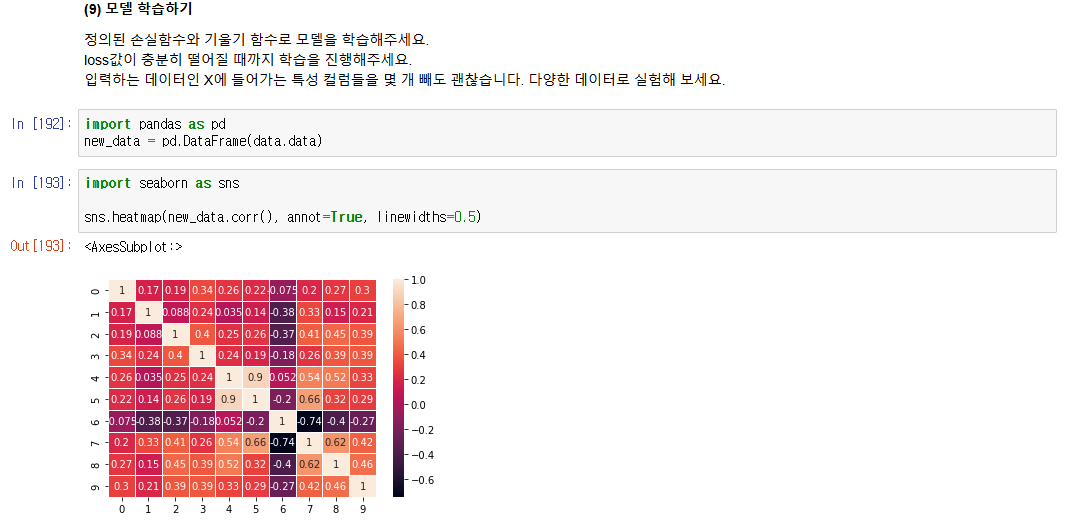 (9) 모델 학습하기
정의된 손실함수와 기울기 함수로 모델을 학습해주세요.
loss값이 충분히 떨어질 때까지 학습을 진행해주세요.
입력하는 데이터인 X에 들어가는 특성 컬럼들을 몇 개 빼도 괜찮습니다. 다양한 데이터로 실험해 보세요.
In [192]: import pandas as pd
new_data = pd.DataFrame(data.data)
In [193]: import seaborn as sns
sns.heatmap(new_data.corr(), annot=True, linewidths=0.5)
Out[193]: <AxesSubplot:>
0 1 0.17 0.19 0.34 0.26 0.22 -0.075 0.2 0.27 0.3
1 0.17 1 0.088 0.24 0.035 0.14 -0.38 0.33 0.15 0.21
2 0.19 0.088 1 0.4 0.25 0.26 -0.37 0.41 0.45 0.39
3 0.34 0.24 0.4 1 0.24 0.19 -0.18 0.26 0.39 0.39
4 0.26 0.035 0.25 0.24 1 0.9 0.052 0.54 0.52 0.33
5 0.22 0.14 0.26 0.19 0.9 1 -0.2 0.66 0.32 0.29
6 -0.075 -0.38 -0.37 -0.18 0.052 -0.2 1 -0.74 -0.4 -0.27
7 0.2 0.33 0.41 0.26 0.54 0.66 -0.74 1 0.62 0.42
8 0.27 0.15 0.45 0.39 0.52 0.32 -0.4 0.62 1 0.46
9 0.3 0.21 0.39 0.39 0.33 0.29 -0.27 0.42 0.46 1
0 1 2 3 4 5 6 7 8 9
1.0
0.8
0.6
0.4
0.2
0.0
−0.2
−0.4
−0.6